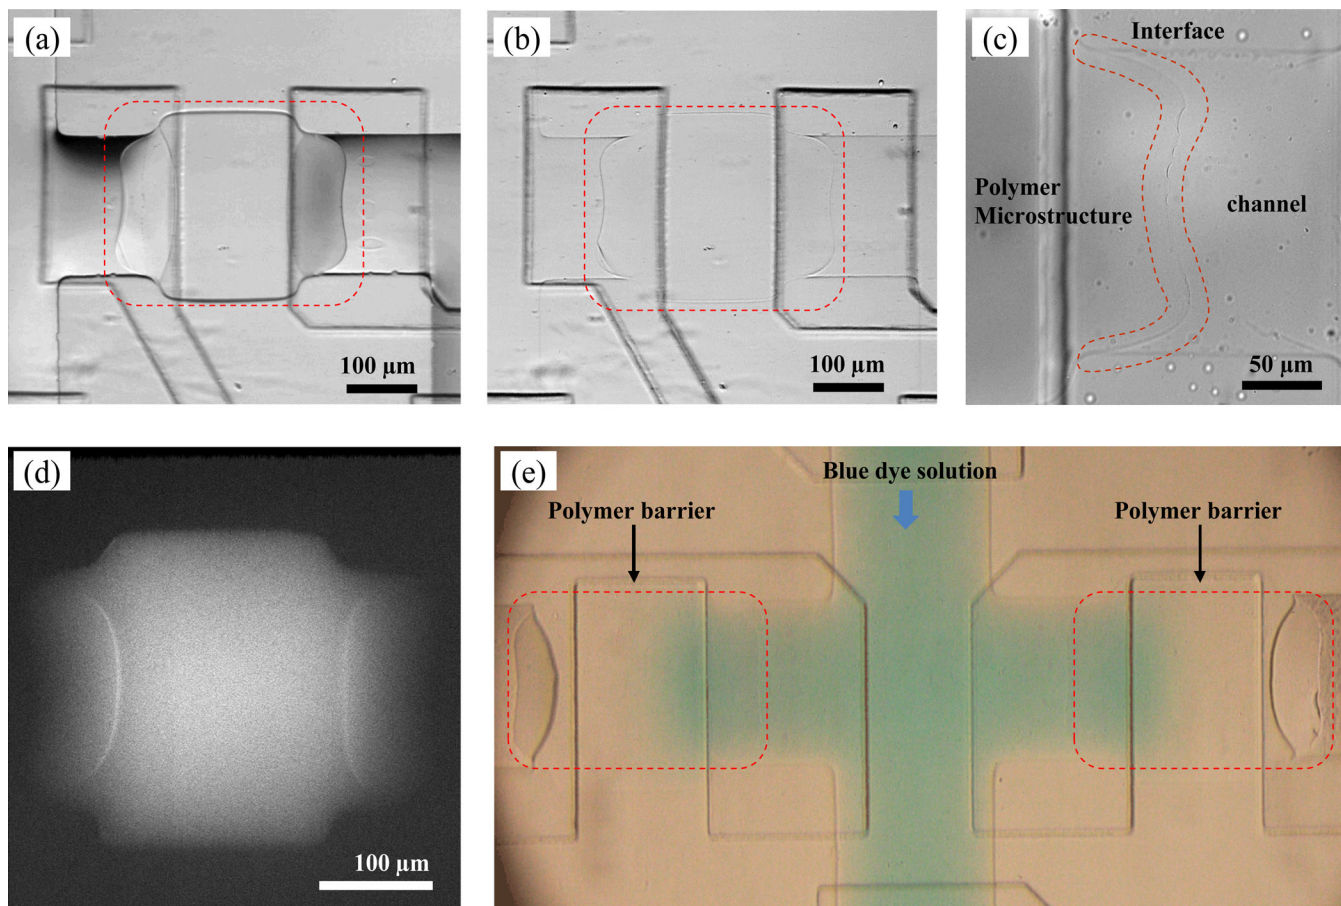 (a)
100 µm
(b)
100 µm
(c)
Interface
Polymer
Microstructure
channel
50 µm
(d)
100 µm
(e)
Blue dye solution
Polymer barrier
Polymer barrier